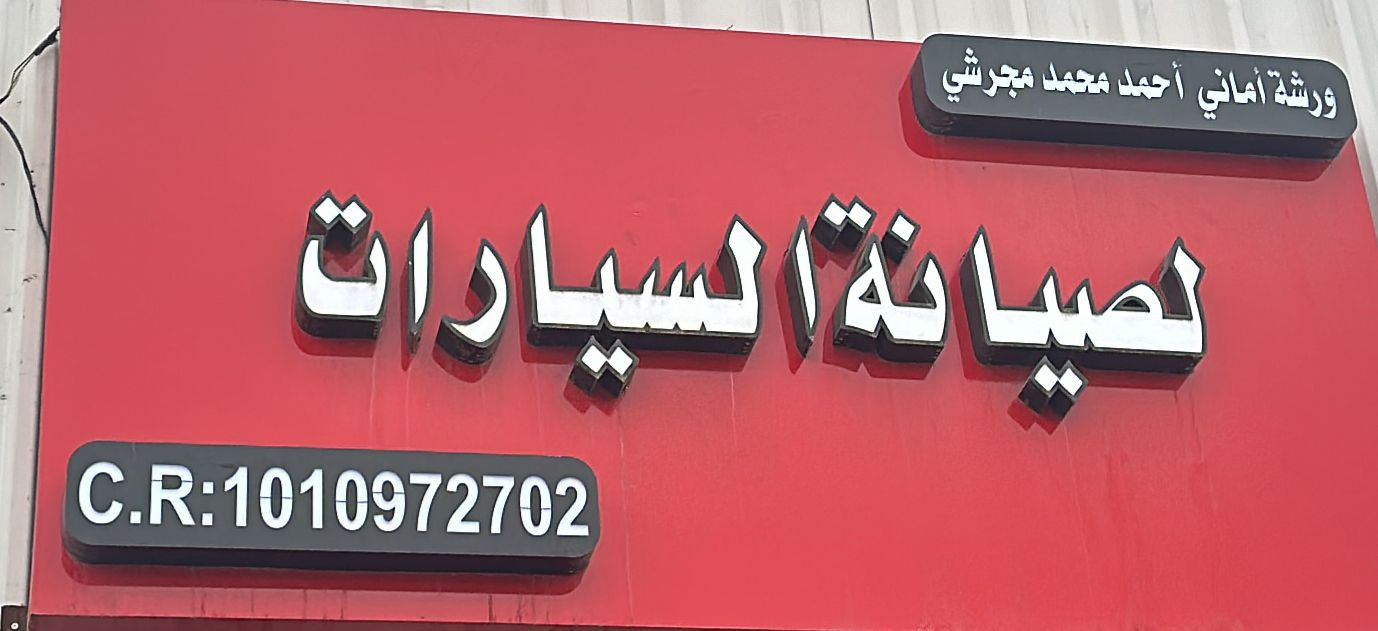 ورشة أماني أحمد محمد مجرشي
لصيانة السيارات
C.R:1010972702